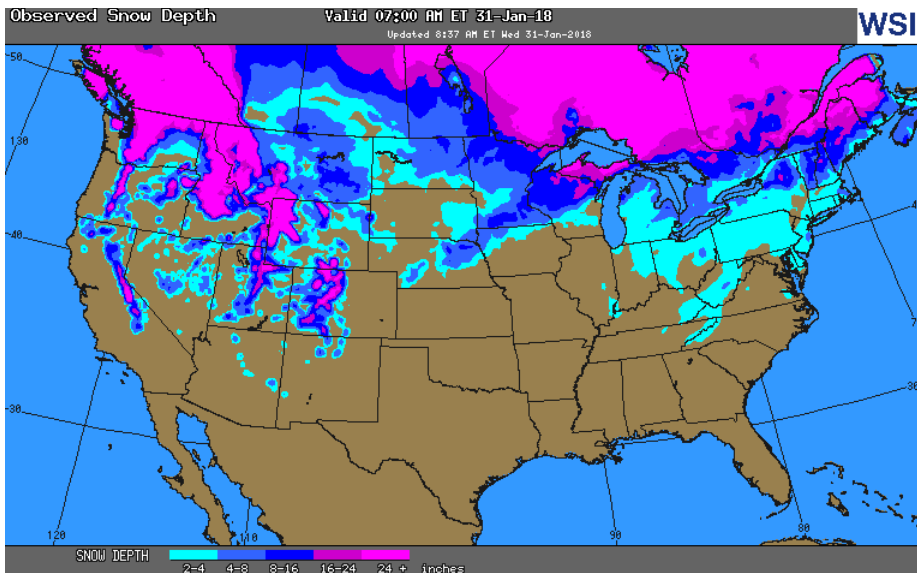 Observed Snow Depth
Valid 07:00 AM ET 31-Jan-18
Updated 8:37 AM ET Wed 31-Jan-2018
WSI
50
130
40
30
120
110
90
80
30
SNOW DEPTH
2-4 4-8 8-16 16-24 24 + inches